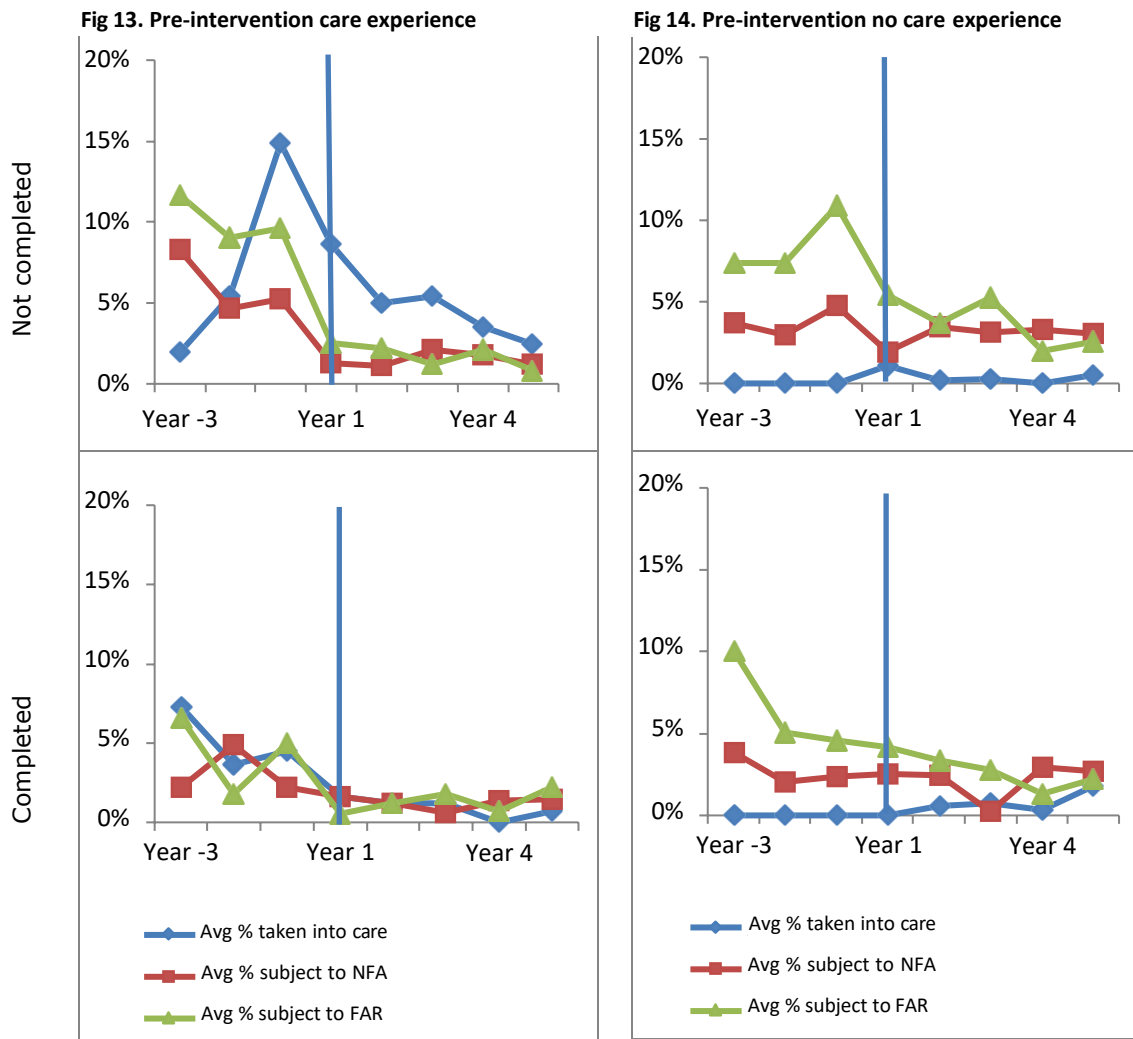 Fig 13. Pre-intervention care experience
Fig 14. Pre-intervention no care experience
Not completed
20%
15%
10%
5%
0%
Year -3 Year 1 Year 4
20%
15%
10%
5%
0%
Year -3 Year 1 Year 4
Completed
20%
15%
10%
5%
0%
Year -3 Year 1 Year 4
Avg % taken into care
Avg % subject to NFA
Avg % subject to FAR
20%
15%
10%
5%
0%
Year -3 Year 1 Year 4
Avg % taken into care
Avg % subject to NFA
Avg % subject to FAR